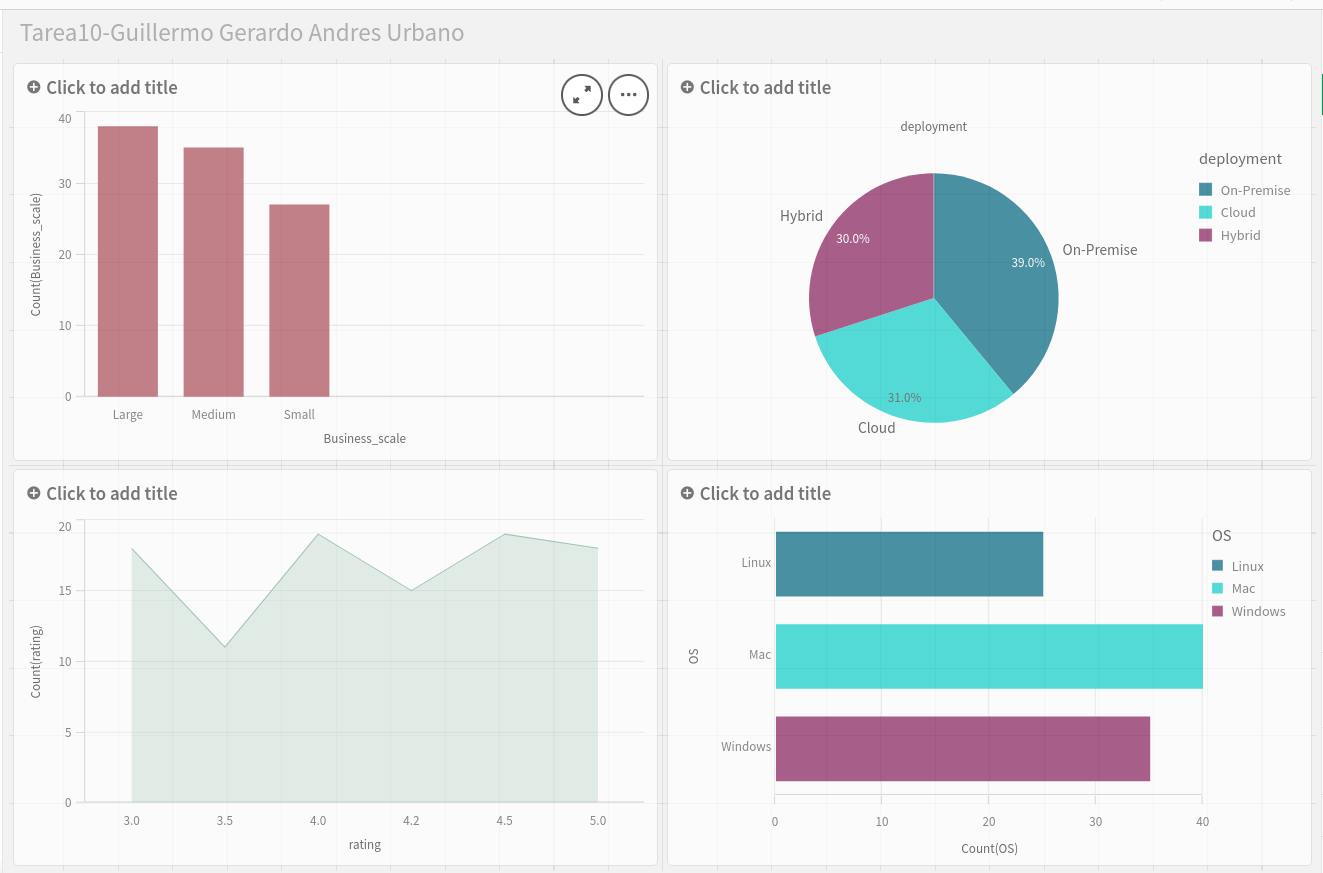 Tarea10-Guillermo Gerardo Andres Urbano
Click to add title
40
30
20
10
0
Count(Business_scale)
Large Medium Small
Business_scale
Click to add title
deployment
Hybrid
30.0%
On-Premise
39.0%
31.0%
Cloud
deployment
On-Premise
Cloud
Hybrid
Click to add title
20
15
10
5
0
Count(rating)
3.0 3.5 4.0 4.2 4.5 5.0
rating
Click to add title
OS
Linux
Mac
Windows
0 10 20 30 40
Count(OS)
OS
Linux
Mac
Windows